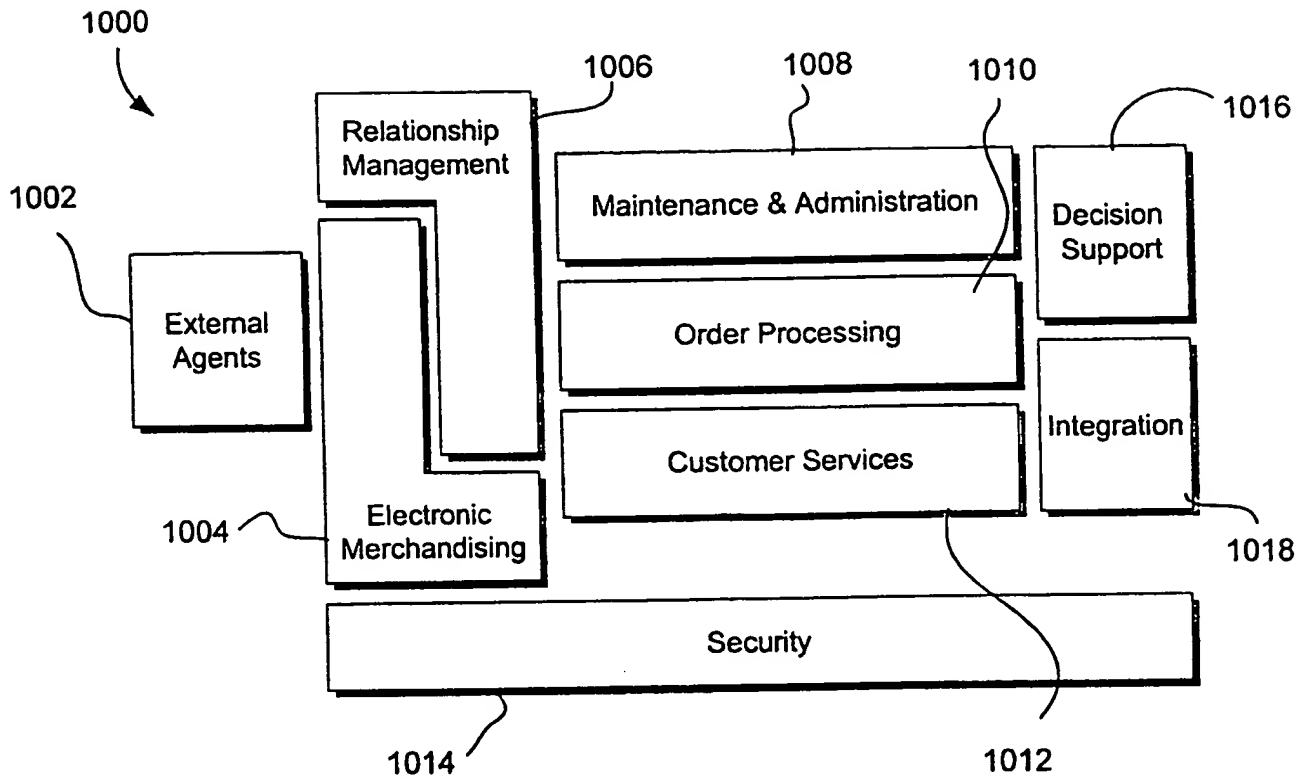 1000
1006
1008
1010
1016
Relationship
Management
1002
Maintenance & Administration
Decision
Support
External
Agents
Order Processing
Integration
Customer Services
1004
Electronic
Merchandising
1018
Security
1014
1012